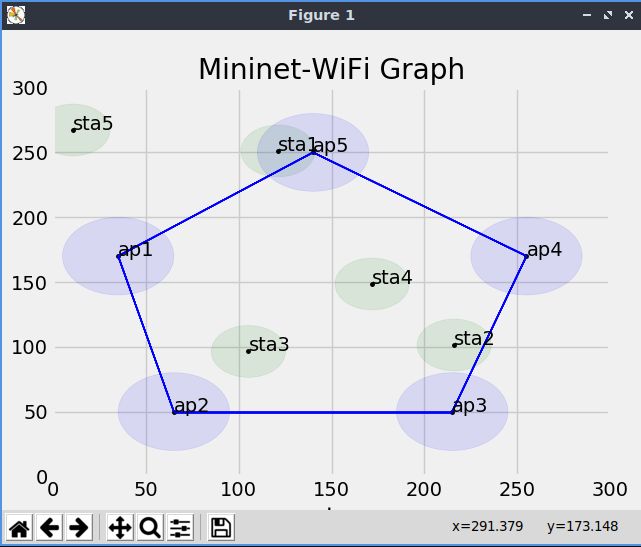 Figure 1
Mininet-WiFi Graph
300
sta5
250
sta1
ap5
200
ap1
ap4
150
sta4
100
sta3
sta2
50
ap2
ap3
0
0 50 100 150 200 250 300
x=291.379 y=173.148